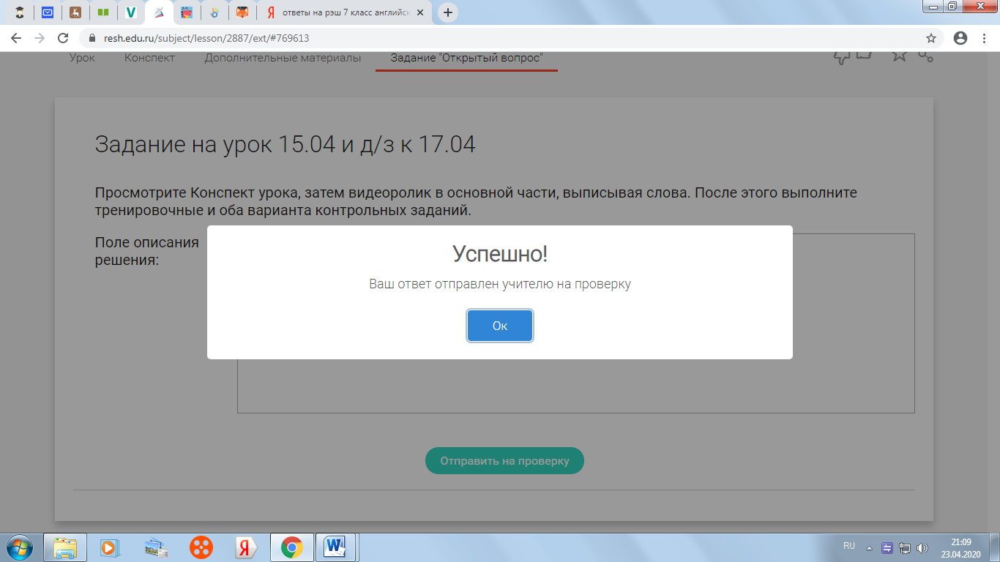 ответы на рэш 7 класс английск
resh.edu.ru/subject/lesson/2887/ext/#769613
Урок Конспект Дополнительные материалы Задание "Открытый вопрос"
Задание на урок 15.04 и д/з к 17.04
Просмотрите Конспект урока, затем видеоролик в основной части, выписывая слова. После этого выполните
тренировочные и оба варианта контрольных заданий.
Поле описания
решения:
Успешно!
Ваш ответ отправлен учителю на проверку
Ок
Отправить на проверку
RU
21:09
23.04.2020